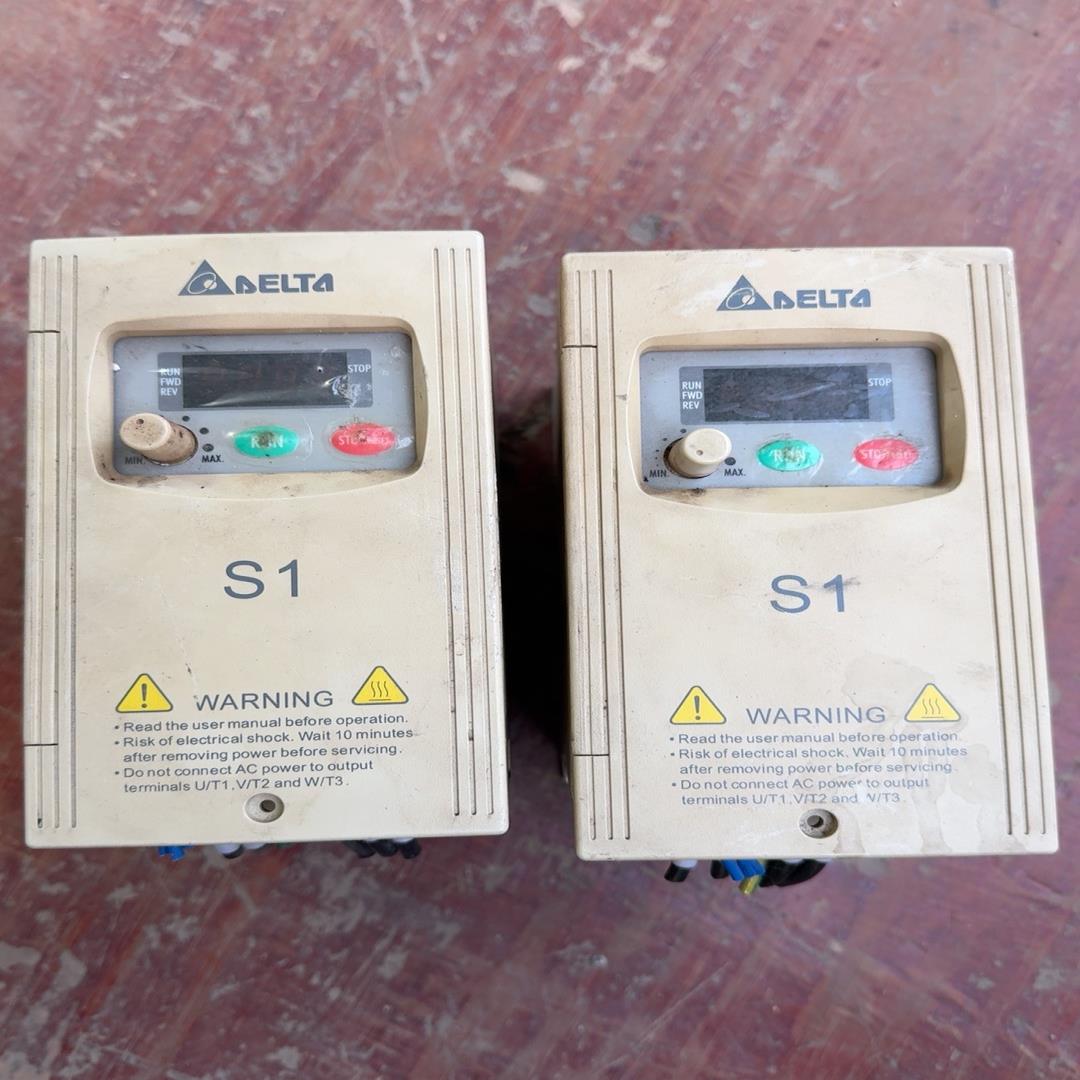 DELTA
RUN
FWD
REV
STOP
MIN.
MAX.
RUN
STOP
S1
WARNING
• Read the user manual before operation.
• Risk of electrical shock. Wait 10 minutes
after removing power before servicing.
• Do not connect AC power to output
terminals U/T1,V/T2 and W/T3.
DELTA
RUN
FWD
REV
STOP
MIN.
MAX.
RUN
STOP
S1
WARNING
• Read the user manual before operation.
• Risk of electrical shock. Wait 10 minutes
after removing power before servicing.
• Do not connect AC power to output
terminals U/T1,V/T2 and W/T3.